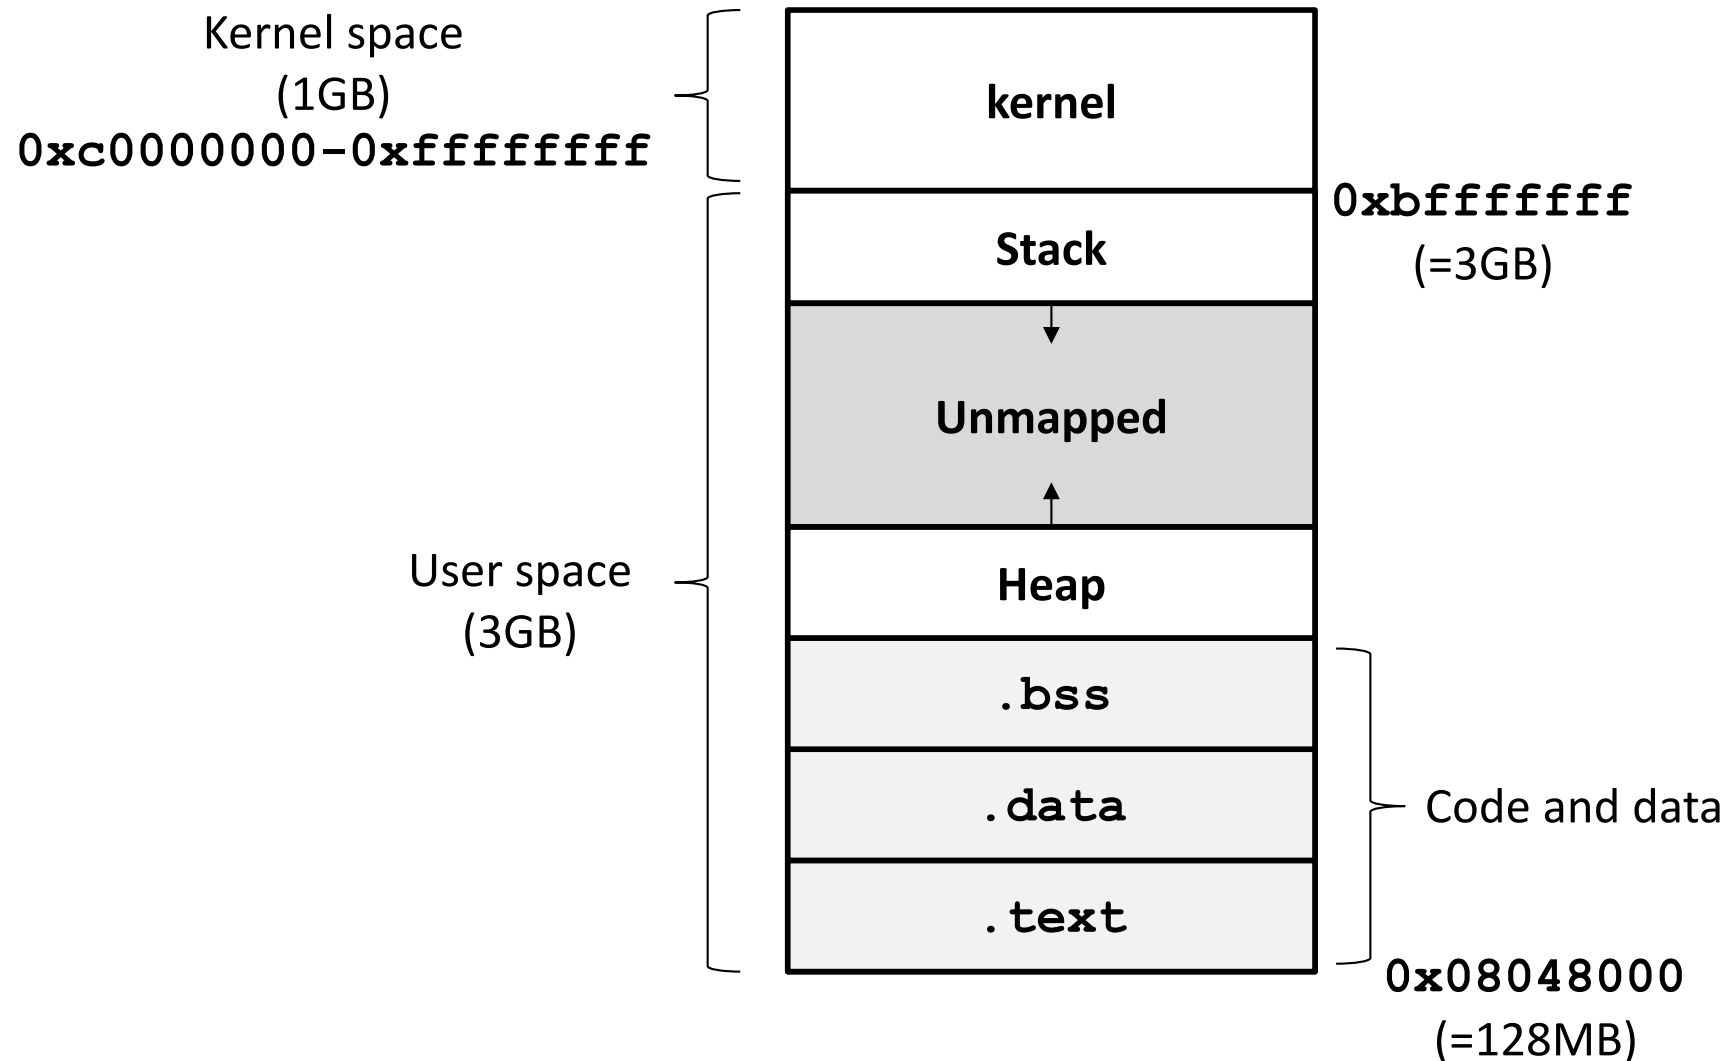 Kernel space
(1GB)
0xc0000000-0xffffffff
kernel
0xbfffffff
(=3GB)
Stack
Unmapped
User space
(3GB)
Heap
.bss
.data
Code and data
.text
0x08048000
(=128MB)